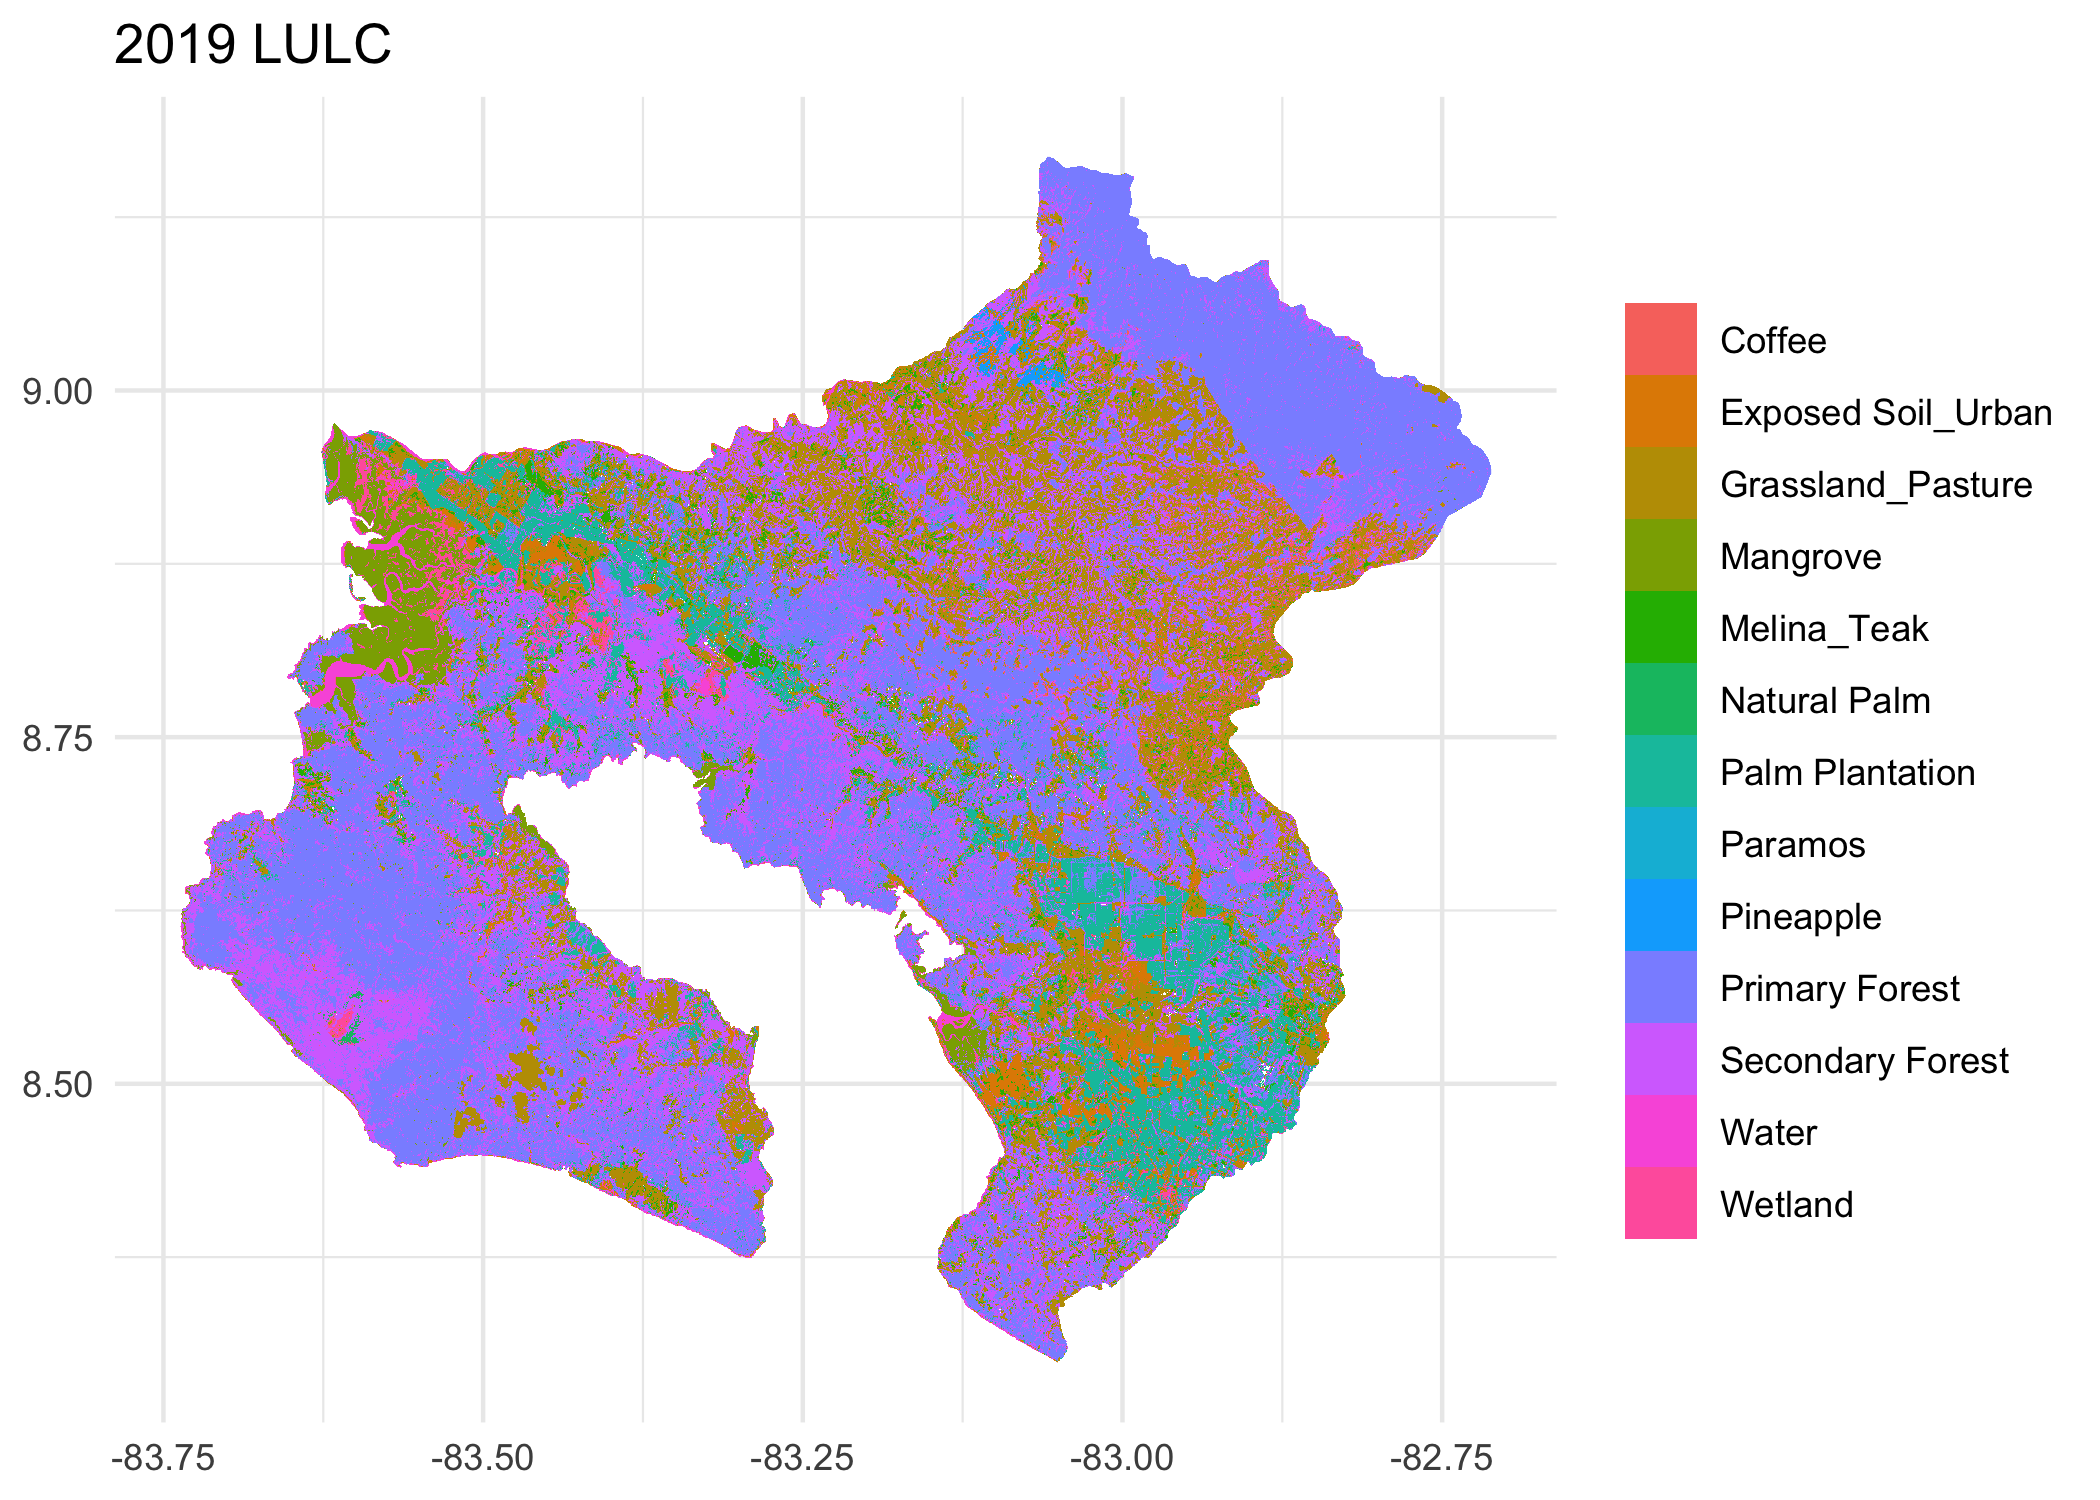 2019 LULC
9.00
8.75
8.50
-83.75
-83.50
-83.25
-83.00
-82.75
Coffee
Exposed Soil_Urban
Grassland_Pasture
Mangrove
Melina_Teak
Natural Palm
Palm Plantation
Paramos
Pineapple
Primary Forest
Secondary Forest
Water
Wetland